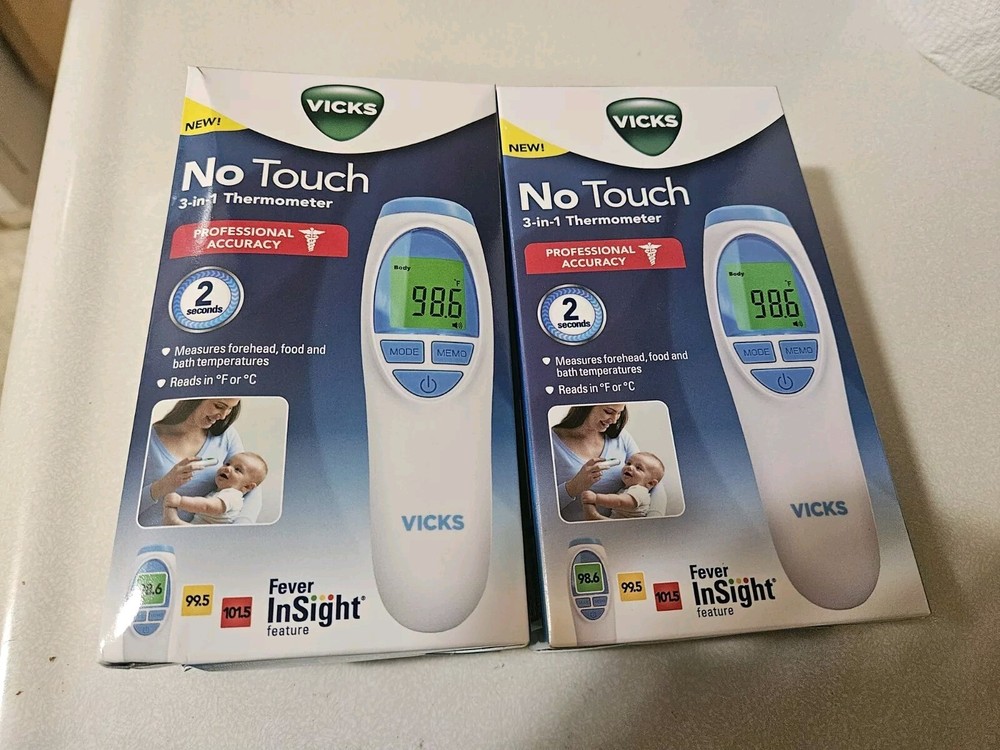 VICKS
NEW!
No Touch
3-in-1 Thermometer
PROFESSIONAL
ACCURACY
2
seconds
Measures forehead, food and
bath temperatures
Reads in °F or °C
Body
°F
98.6
MODE
MEMO
VICKS
98.6
99.5
101.5
Fever
InSight®
feature
VICKS
NEW!
No Touch
3-in-1 Thermometer
PROFESSIONAL
ACCURACY
2
seconds
Measures forehead, food and
bath temperatures
Reads in °F or °C
Body
°F
98.6
MODE
MEMO
VICKS
98.6
99.5
101.5
Fever
InSight®
feature